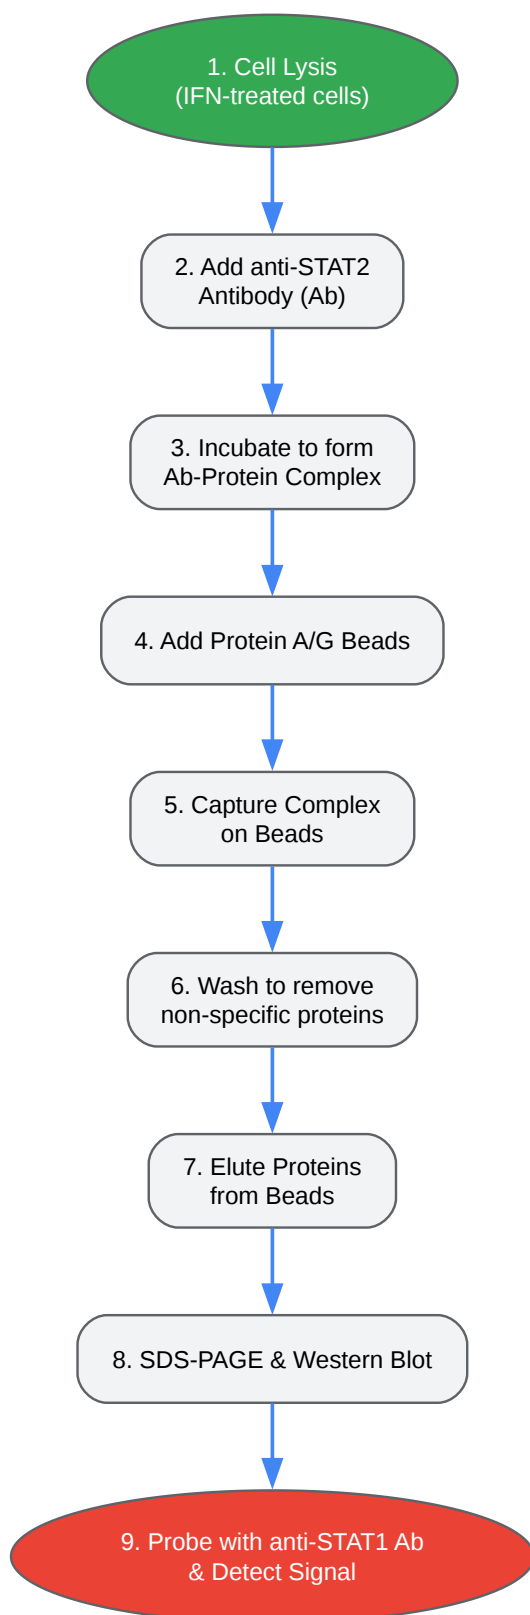 1. Cell Lysis
(IFN-treated cells)
2. Add anti-STAT2
Antibody (Ab)
3. Incubate to form
Ab-Protein Complex
4. Add Protein A/G Beads
5. Capture Complex
on Beads
6. Wash to remove
non-specific proteins
7. Elute Proteins
from Beads
8. SDS-PAGE & Western Blot
9. Probe with anti-STAT1 Ab
& Detect Signal